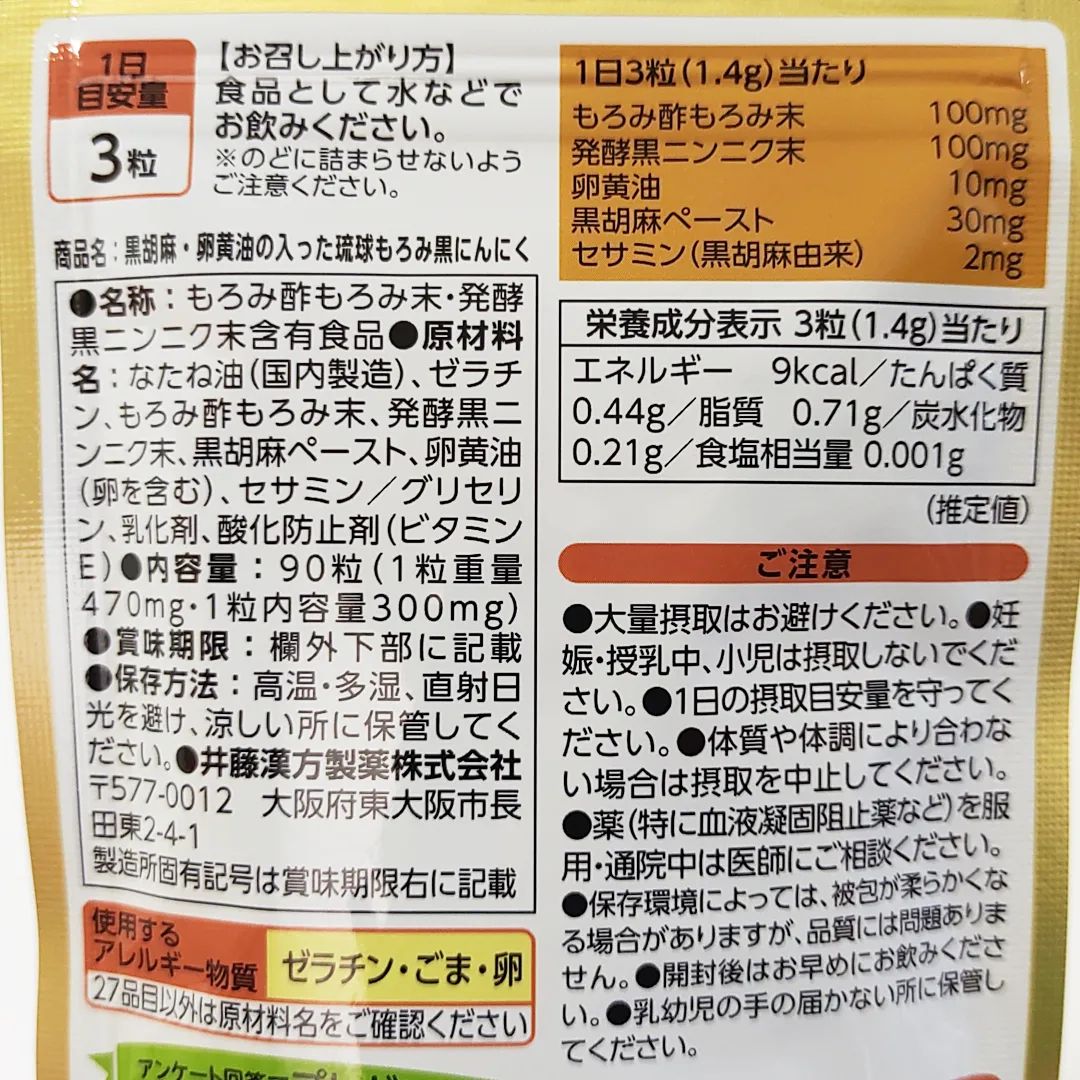 1日
目安量
3粒
【お召し上がり方】
食品として水などで
お飲みください。
※のどに詰まらせないよう
ご注意ください。
商品名：黒胡麻・卵黄油の入った琉球もろみ黒にんにく
●名称：もろみ酢もろみ末・発酵
黒ニンニク末含有食品●原材料
名：なたね油（国内製造）、ゼラチ
ン、もろみ酢もろみ末、発酵黒ニ
ンニク末、黒胡麻ペースト、卵黄油
（卵を含む）、セサミン／グリセリ
ン、乳化剤、酸化防止剤（ビタミン
E）●内容量：90粒（1粒重量
470mg・1粒内容量300mg）
●賞味期限：欄外下部に記載
●保存方法：高温・多湿、直射日
光を避け、涼しい所に保管してく
ださい。●井藤漢方製薬株式会社
〒577-0012 大阪府東大阪市長
田東2-4-1
製造所固有記号は賞味期限右に記載
使用する
アレルギー物質
ゼラチン・ごま・卵
27品目以外は原材料名をご確認ください
1日3粒（1.4g）当たり
もろみ酢もろみ末 100mg
発酵黒ニンニク末 100mg
卵黄油 10mg
黒胡麻ペースト 30mg
セサミン（黒胡麻由来） 2mg
栄養成分表示 3粒（1.4g）当たり
エネルギー 9kcal／たんぱく質
0.44g／脂質 0.71g／炭水化物
0.21g／食塩相当量 0.001g
（推定値）
ご注意
●大量摂取はお避けください。●妊
娠・授乳中、小児は摂取しないでくだ
さい。●1日の摂取目安量を守ってく
ださい。●体質や体調により合わな
い場合は摂取を中止してください。
●薬（特に血液凝固阻止薬など）を服
用・通院中は医師にご相談ください。
●保存環境によっては、被包が柔らかくな
る場合がありますが、品質には問題ありま
せん。●開封後はお早めにお飲みくださ
い。●乳幼児の手の届かない所に保管し
てください。